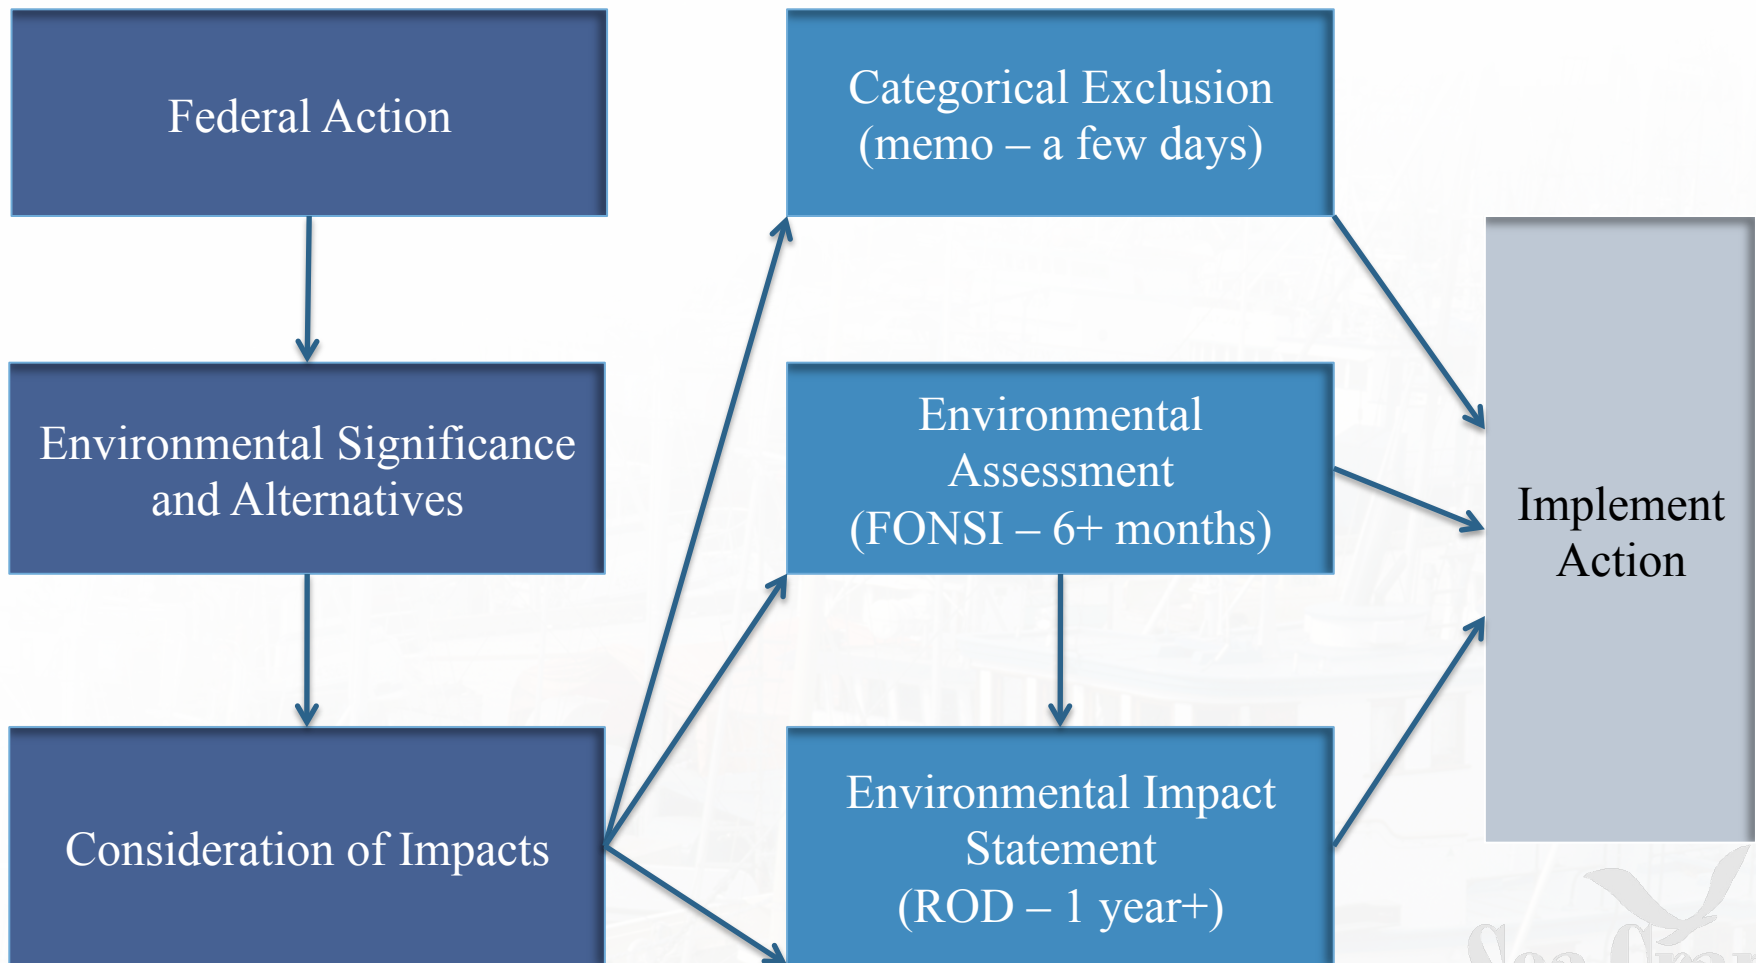 Federal Action
Environmental Significance
and Alternatives
Consideration of Impacts
Categorical Exclusion
(memo – a few days)
Environmental
Assessment
(FONSI – 6+ months)
Environmental Impact
Statement
(ROD – 1 year+)
Implement
Action
Sea